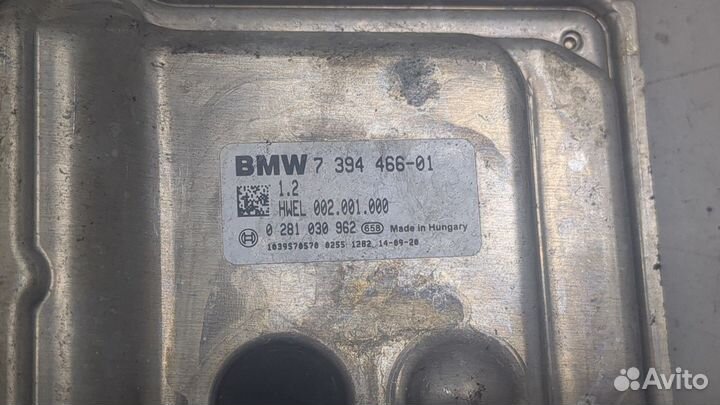 BMW 7 394 466-01
1.2
HWEL 002.001.000
0 281 030 962 658 Made in Hungary
1039S70570 0255 1282 14-09-20
Avito